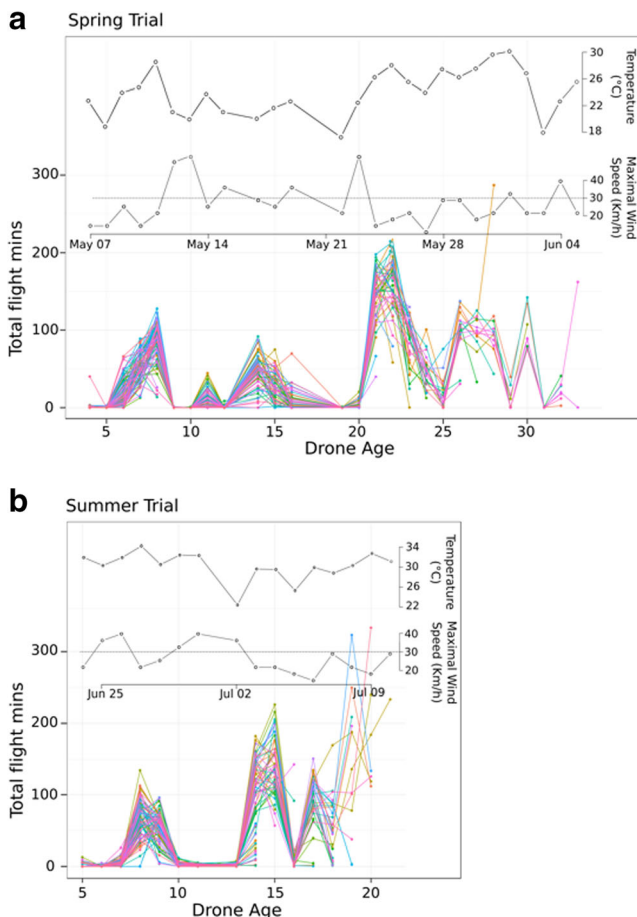 a
Spring Trial
30
26
22
18
Temperature
(°C)
40
30
20
Maximal Wind
Speed (Km/h)
May 07
May 14
May 21
May 28
Jun 04
300
200
100
0
Total flight mins
5
10
15
20
25
30
Drone Age
b
Summer Trial
34
30
26
22
Temperature
(°C)
40
30
20
Maximal Wind
Speed (Km/h)
Jun 25
Jul 02
Jul 09
300
200
100
0
Total flight mins
5
10
15
20
Drone Age